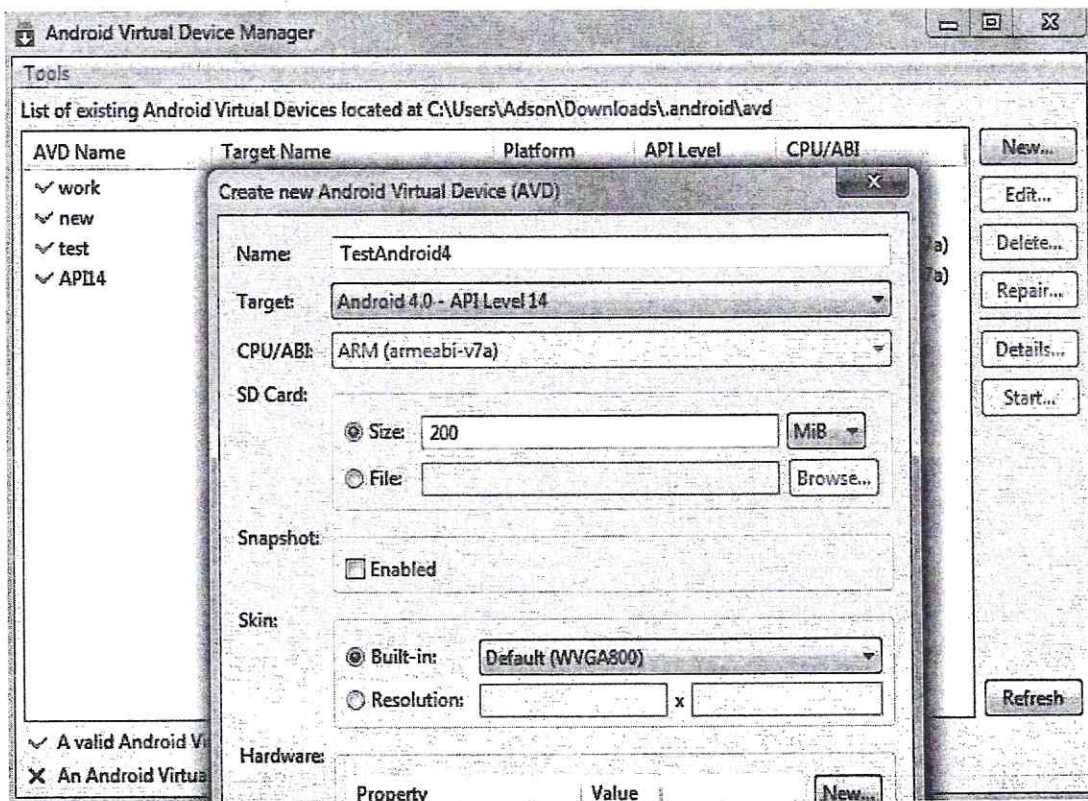 Android Virtual Device Manager
Tools
List of existing Android Virtual Devices located at C:\Users\Adson\Downloads\.android\avd
AVD Name Target Name Platform API Level CPU/ABI
work
new
test
API14
7a)
7a)
New...
Edit...
Delete...
Repair...
Details...
Start...
Refresh
Create new Android Virtual Device (AVD)
Name: TestAndroid4
Target: Android 4.0 - API Level 14
CPU/ABI: ARM (armeabi-v7a)
SD Card:
Size: 200 MiB
File: Browse...
Snapshot:
Enabled
Skin:
Built-in: Default (WVGA800)
Resolution: x
Hardware:
Property Value New...
A valid Android Vi
An Android Virtua